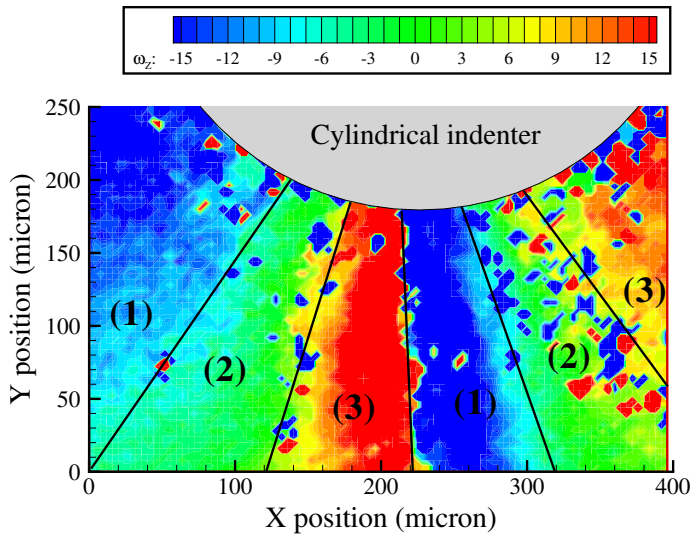 ω_Z: -15 -12 -9 -6 -3 0 3 6 9 12 15
250
Cylindrical indenter
200
150
(3)
(1)
100
(2) (2)
50
(3) (1)
0
0 100 200 300 400
X position (micron)
Y position (micron)